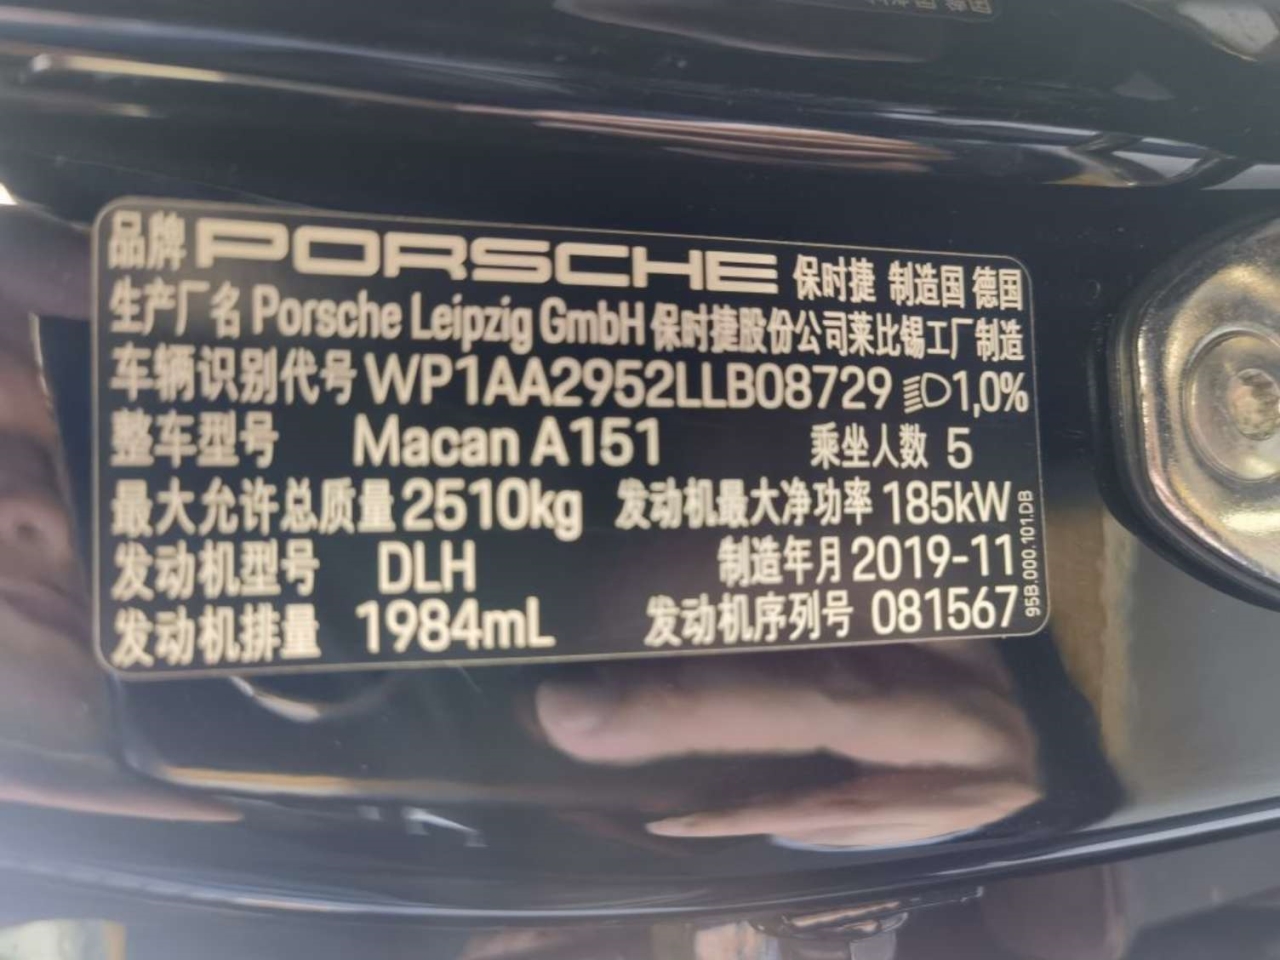 品牌 PORSCHE 保时捷 制造国 德国
生产厂名 Porsche Leipzig GmbH 保时捷股份公司莱比锡工厂制造
车辆识别代号 WP1AA2952LLB08729 1,0%
整车型号 Macan A151 乘坐人数 5
最大允许总质量 2510kg 发动机最大净功率 185kW
发动机型号 DLH 制造年月 2019-11
发动机排量 1984mL 发动机序列号 081567
95B.000.101.DB